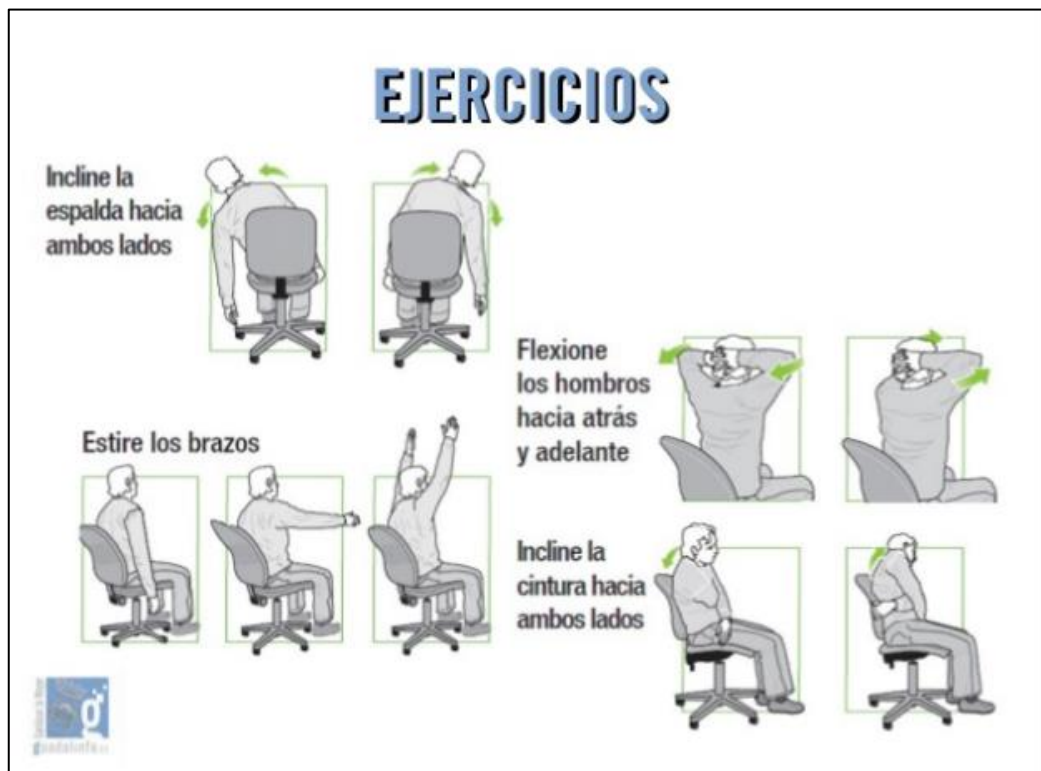 EJERCICIOS
Incline la
espalda hacia
ambos lados
Estire los brazos
Flexione
los hombros
hacia atrás
y adelante
Incline la
cintura hacia
ambos lados
guadalinfo